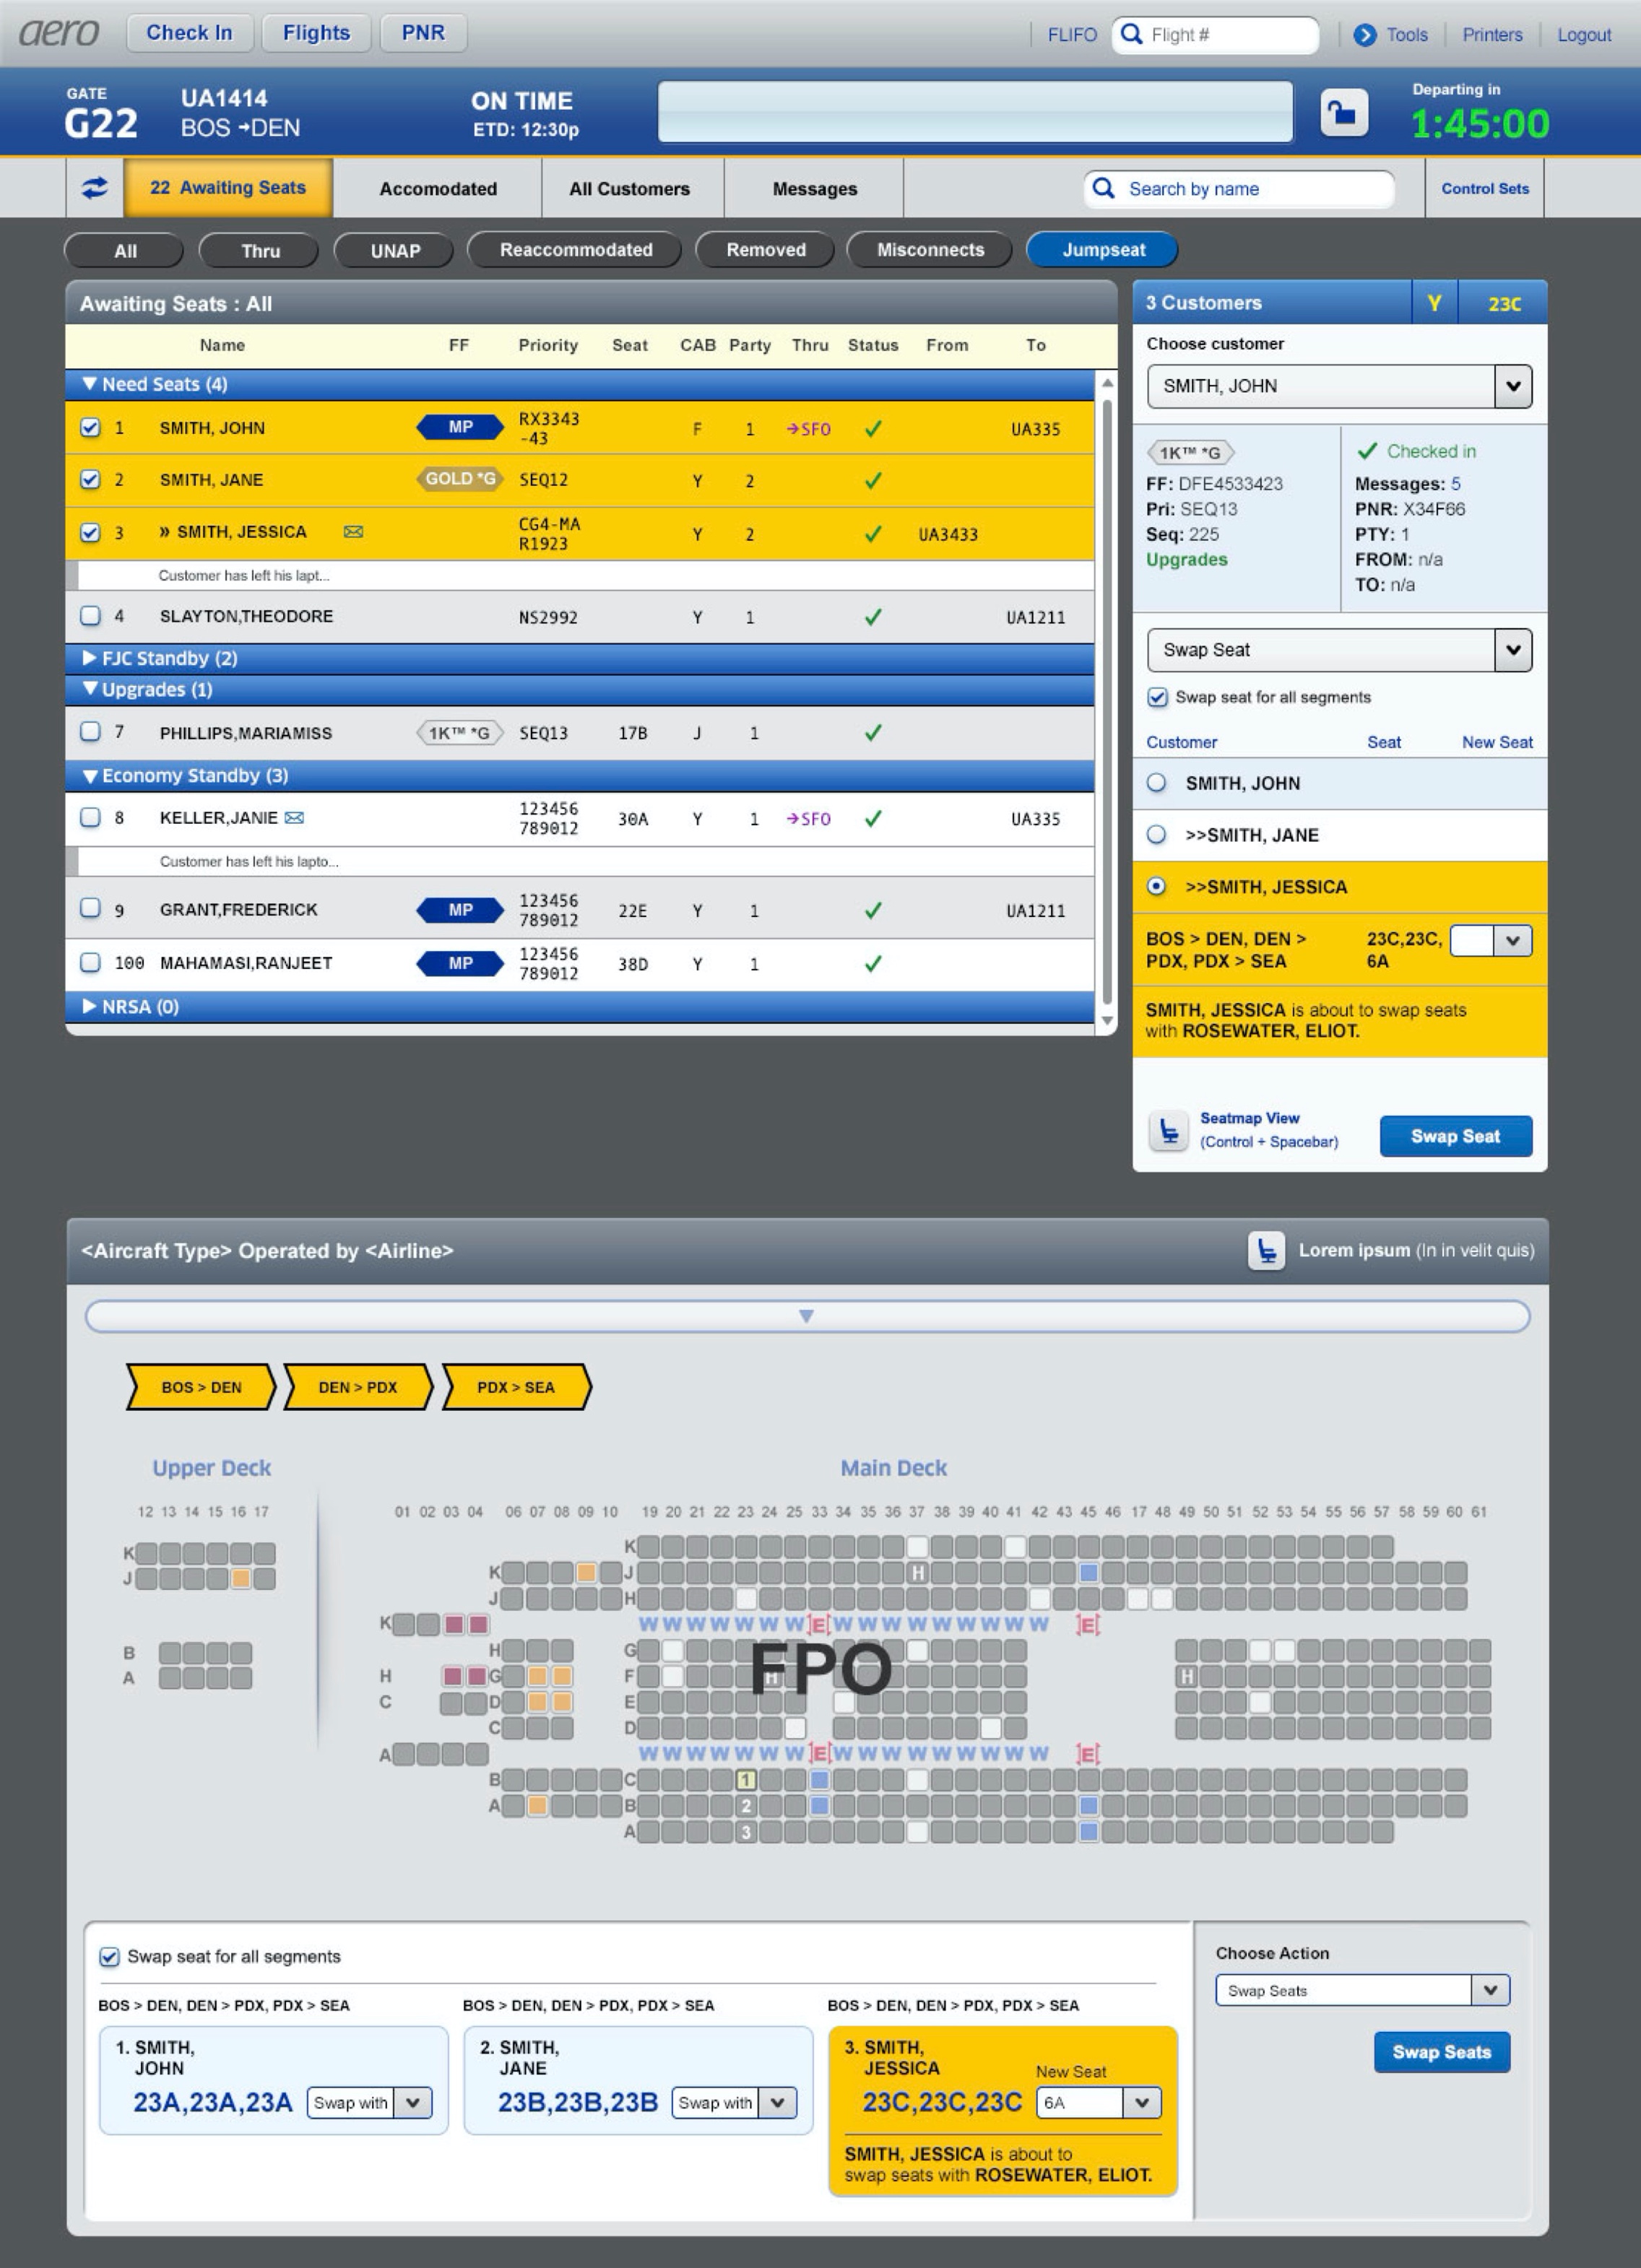 aero Check In Flights PNR FLIFO Flight # Tools Printers Logout
GATE UA1414 ON TIME Departing in
G22 BOS →DEN ETD: 12:30p 1:45:00
22 Awaiting Seats Accomodated All Customers Messages Search by name Control Sets
All Thru UNAP Reaccommodated Removed Misconnects Jumpseat
Awaiting Seats : All
Name FF Priority Seat CAB Party Thru Status From To
▼ Need Seats (4)
1 SMITH, JOHN MP RX3343 F 1 →SFO ✓ UA335
-43
2 SMITH, JANE GOLD *G SEQ12 Y 2 ✓
3 » SMITH, JESSICA CG4-MA Y 2 ✓ UA3433
R1923
Customer has left his lapt...
4 SLAYTON,THEODORE NS2992 Y 1 ✓ UA1211
▶ FJC Standby (2)
▼ Upgrades (1)
7 PHILLIPS,MARIAMISS 1K™ *G SEQ13 17B J 1 ✓
▼ Economy Standby (3)
8 KELLER,JANIE 123456 30A Y 1 →SFO ✓ UA335
789012
Customer has left his lapto...
9 GRANT,FREDERICK MP 123456 22E Y 1 ✓ UA1211
789012
100 MAHAMASI,RANJEET MP 123456 38D Y 1 ✓
789012
▶ NRSA (0)
3 Customers Y 23C
Choose customer
SMITH, JOHN
1K™ *G ✓ Checked in
FF: DFE4533423 Messages: 5
Pri: SEQ13 PNR: X34F66
Seq: 225 PTY: 1
Upgrades FROM: n/a
TO: n/a
Swap Seat
Swap seat for all segments
Customer Seat New Seat
SMITH, JOHN
>>SMITH, JANE
>>SMITH, JESSICA
BOS > DEN, DEN > 23C,23C,
PDX, PDX > SEA 6A
SMITH, JESSICA is about to swap seats
with ROSEWATER, ELIOT.
Seatmap View
(Control + Spacebar) Swap Seat
<Aircraft Type> Operated by <Airline> Lorem ipsum (In in velit quis)
BOS > DEN DEN > PDX PDX > SEA
Upper Deck Main Deck
12 13 14 15 16 17 01 02 03 04 06 07 08 09 10 19 20 21 22 23 24 25 33 34 35 36 37 38 39 40 41 42 43 45 46 17 48 49 50 51 52 53 54 55 56 57 58 59 60 61
K K
J K J H
J H
K W W W W W W W E W W W W W W W W W E
B H G
A H G F H H
C D E
C D
A W W W W W W W E W W W W W W W W W E
B C 1
A B 2
A 3
FPO
Swap seat for all segments
BOS > DEN, DEN > PDX, PDX > SEA BOS > DEN, DEN > PDX, PDX > SEA BOS > DEN, DEN > PDX, PDX > SEA
1. SMITH,
JOHN
23A,23A,23A Swap with
2. SMITH,
JANE
23B,23B,23B Swap with
3. SMITH,
JESSICA New Seat
23C,23C,23C 6A
SMITH, JESSICA is about to
swap seats with ROSEWATER, ELIOT.
Choose Action
Swap Seats
Swap Seats